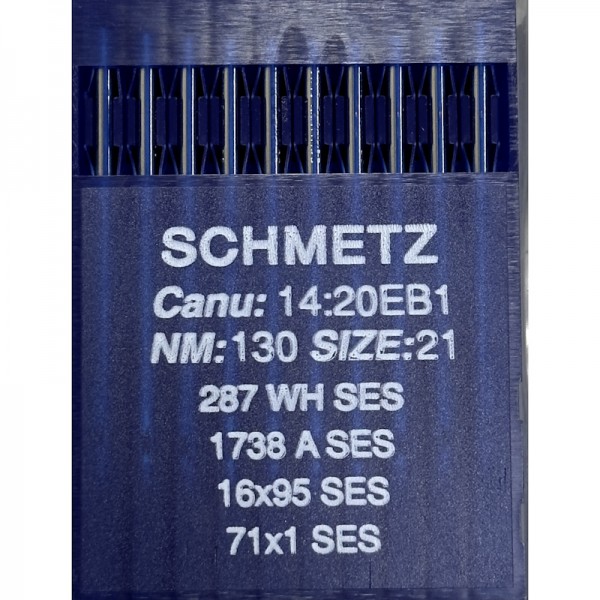 SCHMETZ
Canu: 14:20EB1
NM:130 SIZE:21
287 WH SES
1738 A SES
16x95 SES
71x1 SES